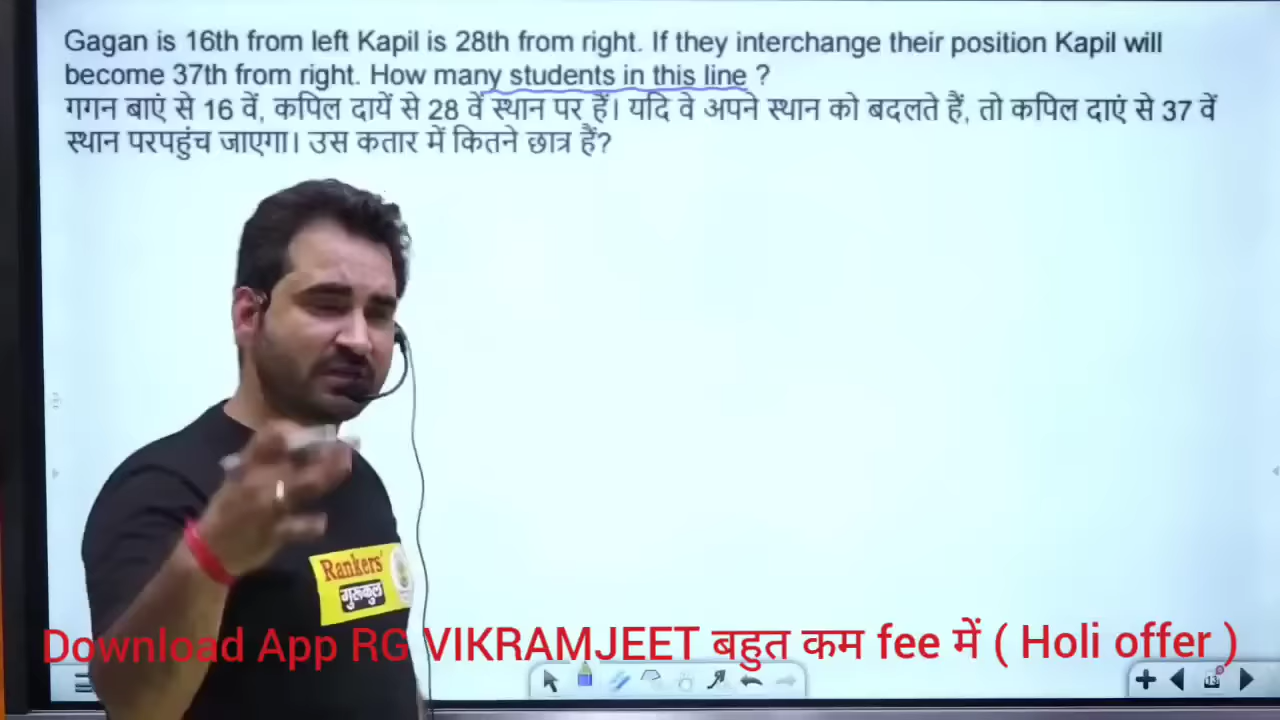 Gagan is 16th from left Kapil is 28th from right. If they interchange their position Kapil will
become 37th from right. How many students in this line ?
गगन बाएं से 16 वें, कपिल दायें से 28 वें स्थान पर हैं। यदि वे अपने स्थान को बदलते हैं, तो कपिल दाएं से 37 वें
स्थान परपहुंच जाएगा। उस कतार में कितने छात्र हैं?
Rankers'
गुरूकुल
Download App RG VIKRAMJEET बहुत कम fee में ( Holi offer )
13